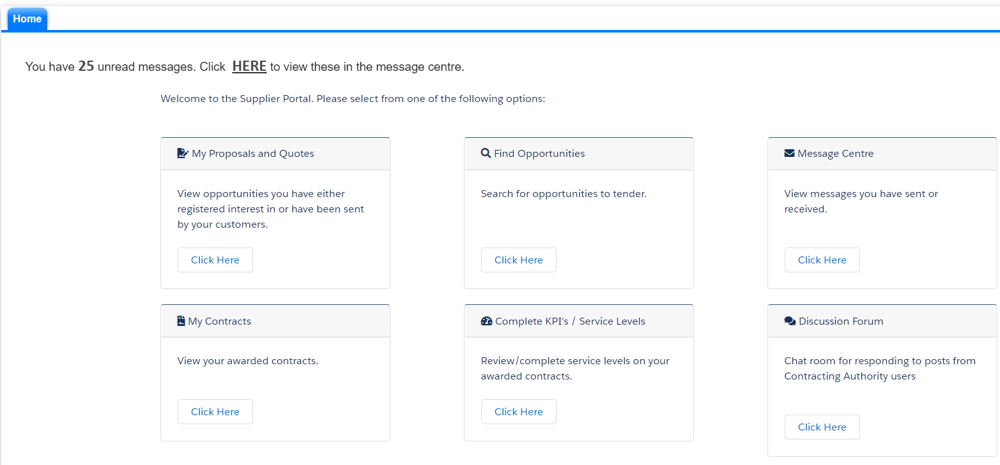 Home
You have 25 unread messages. Click HERE to view these in the message centre.
Welcome to the Supplier Portal. Please select from one of the following options:
My Proposals and Quotes
View opportunities you have either
registered interest in or have been sent
by your customers.
Click Here
Find Opportunities
Search for opportunities to tender.
Click Here
Message Centre
View messages you have sent or
received.
Click Here
My Contracts
View your awarded contracts.
Click Here
Complete KPI's / Service Levels
Review/complete service levels on your
awarded contracts.
Click Here
Discussion Forum
Chat room for responding to posts from
Contracting Authority users
Click Here